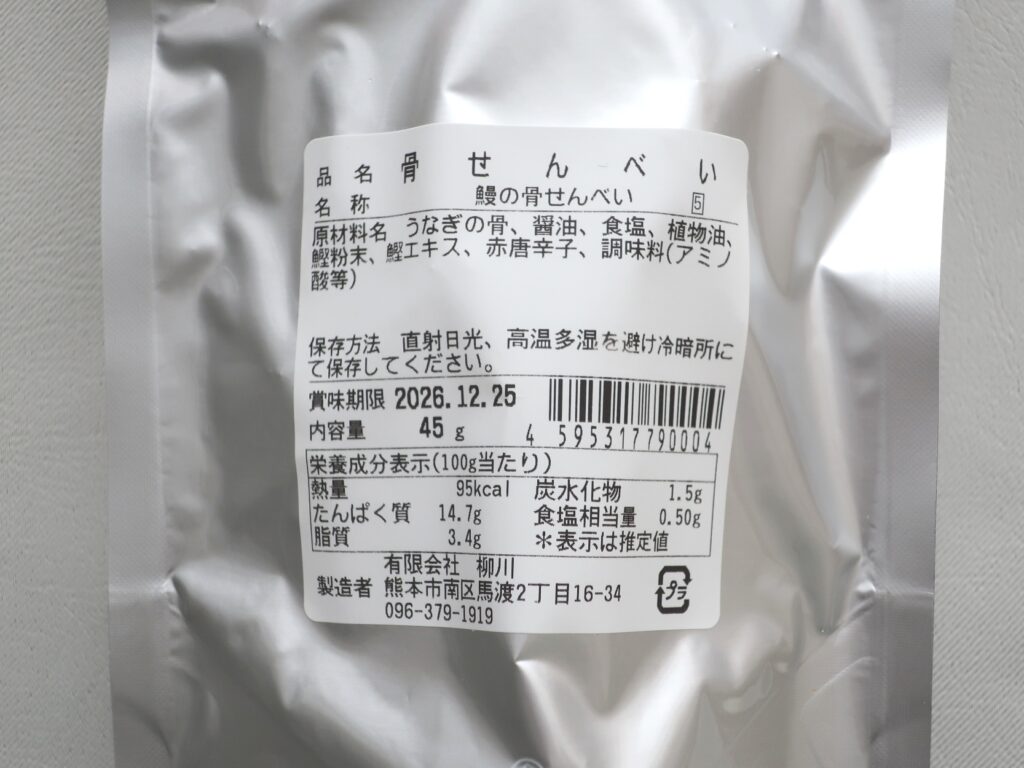 品名 骨せんべい
名称 鰻の骨せんべい 5
原材料名 うなぎの骨、醤油、食塩、植物油、
鰹粉末、鰹エキス、赤唐辛子、調味料(アミノ
酸等)
保存方法 直射日光、高温多湿を避け冷暗所に
て保存してください。
賞味期限 2026.12.25
内容量 45 g
4 595317790004
栄養成分表示(100g当たり)
熱量 95kcal 炭水化物 1.5g
たんぱく質 14.7g 食塩相当量 0.50g
脂質 3.4g *表示は推定値
有限会社 柳川
製造者 熊本市南区馬渡2丁目16-34
096-379-1919
プラ